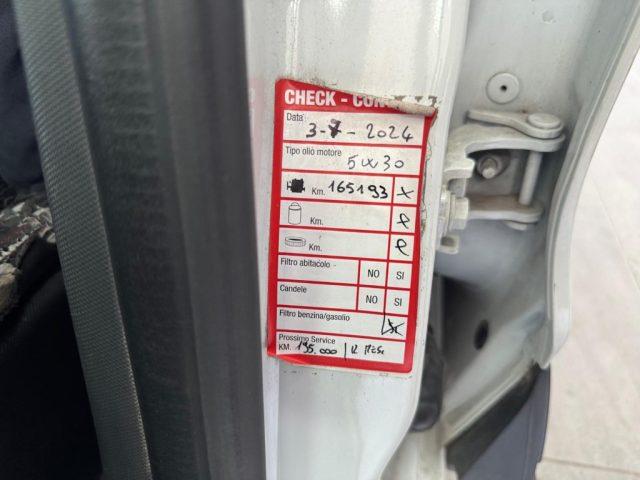 CHECK - CON
Data
3-7-2024
Tipo olio motore
5w30
Km. 165193 x
Km.
Km.
Filtro abitacolo NO SI
Candele NO SI
Filtro benzina/gasolio
Prossimo Service
KM. 195.000 / 12